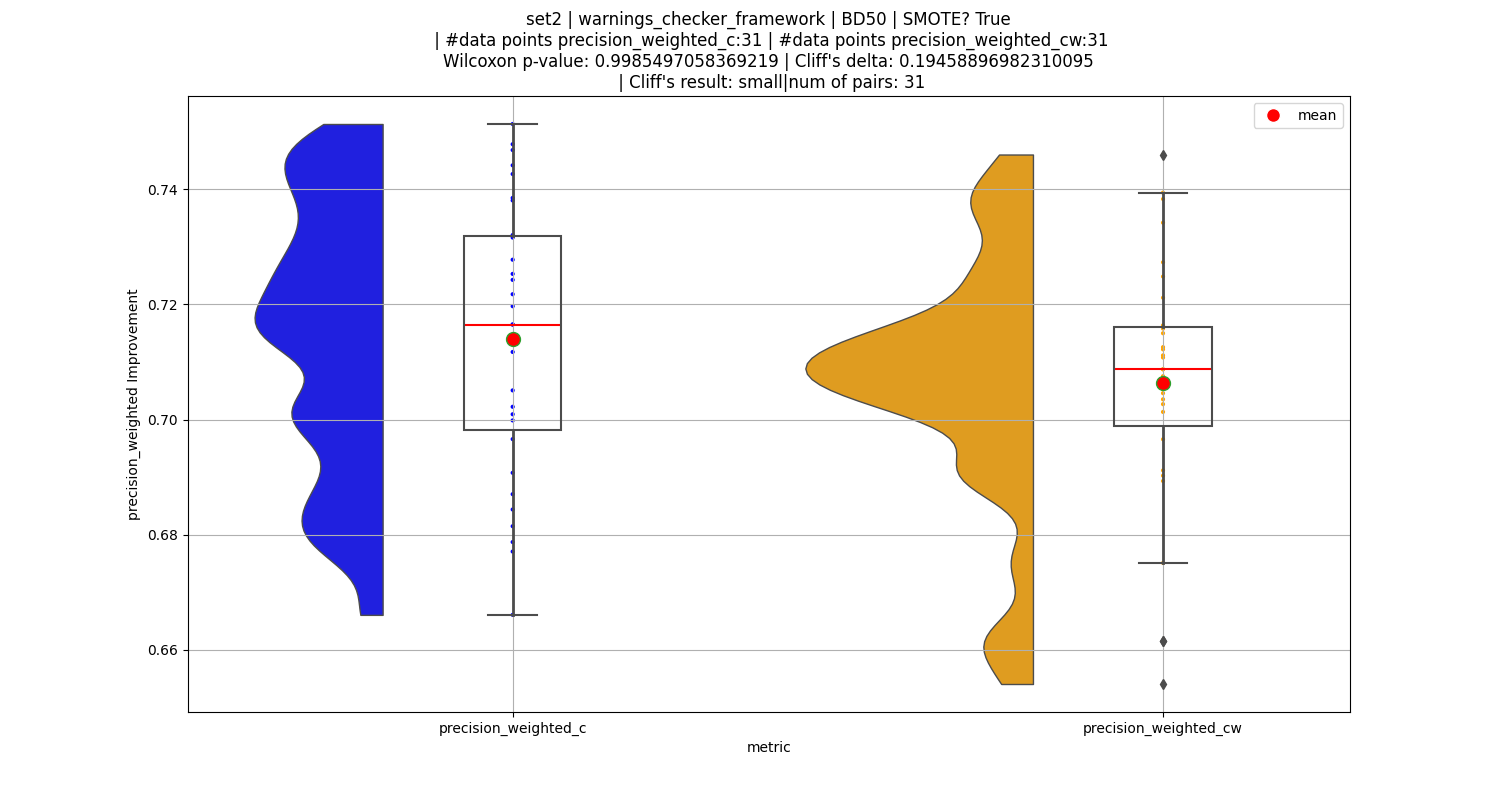 set2 | warnings_checker_framework | BD50 | SMOTE? True
| #data points precision_weighted_c:31 | #data points precision_weighted_cw:31
Wilcoxon p-value: 0.9985497058369219 | Cliff's delta: 0.19458896982310095
| Cliff's result: small|num of pairs: 31
mean
0.74
0.72
0.70
0.68
0.66
precision_weighted Improvement
precision_weighted_c
precision_weighted_cw
metric